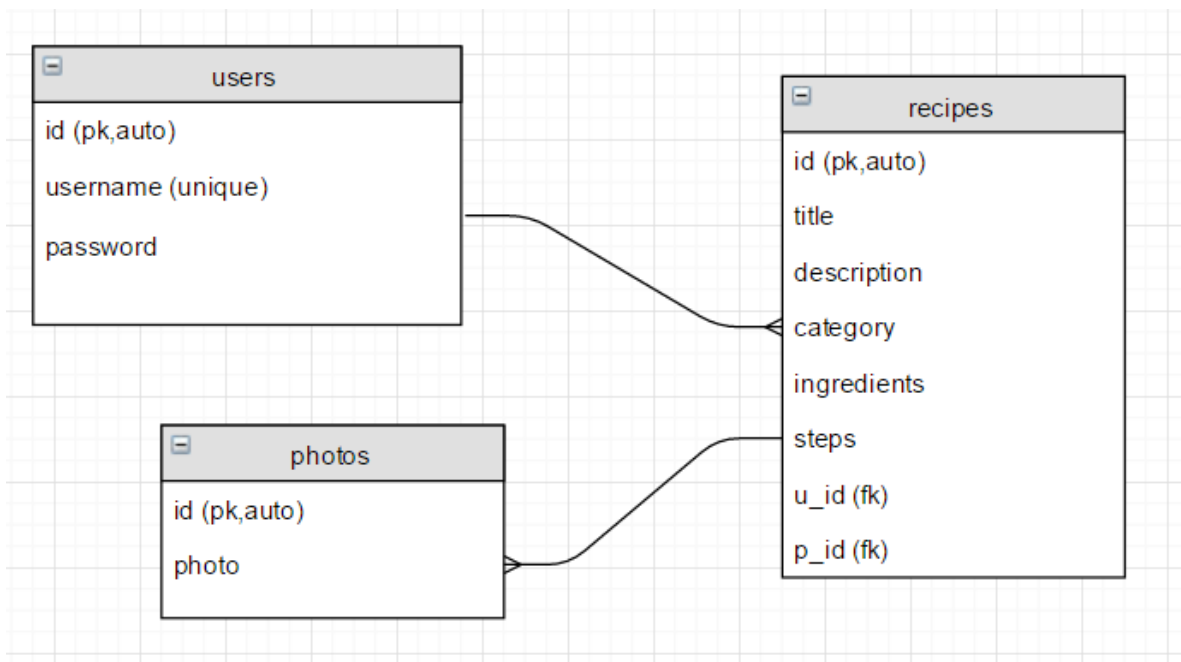 users
id (pk,auto)
username (unique)
password
photos
id (pk,auto)
photo
recipes
id (pk,auto)
title
description
category
ingredients
steps
u_id (fk)
p_id (fk)